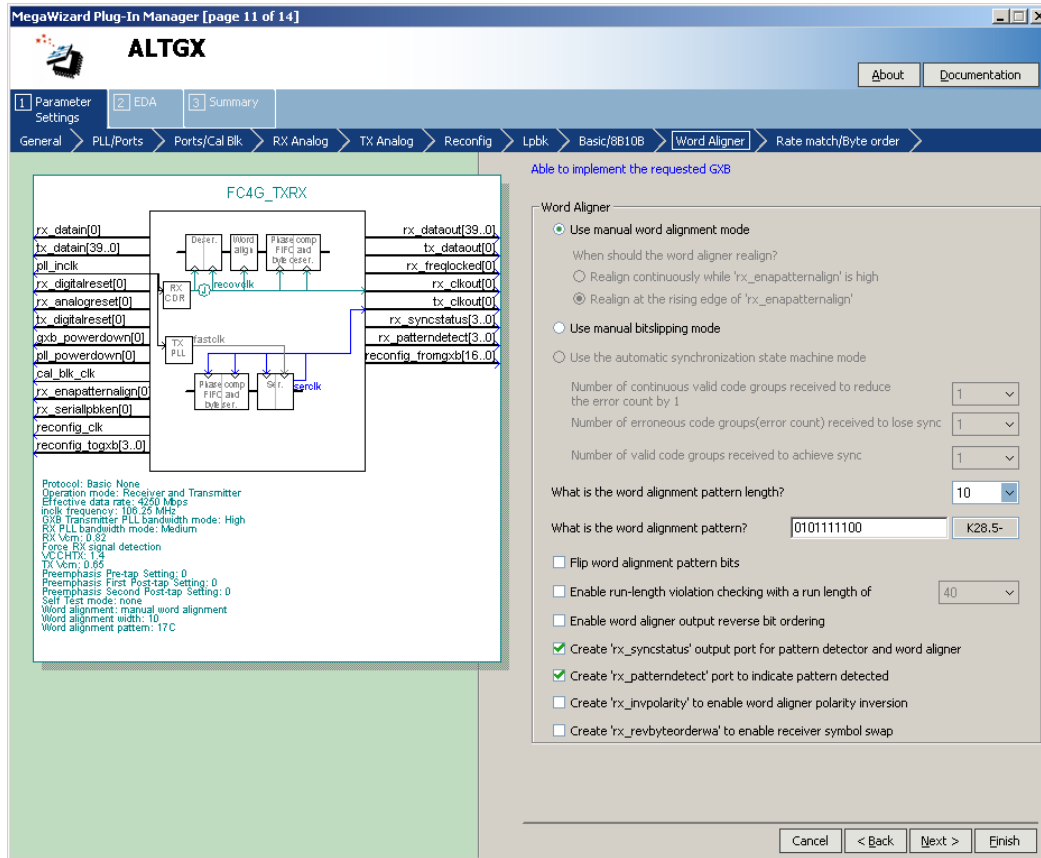 MegaWizard Plug-In Manager [page 11 of 14]
ALTGX
About
Documentation
1 Parameter Settings
2 EDA
3 Summary
General
PLL/Ports
Ports/Cal Blk
RX Analog
TX Analog
Reconfig
Lpbk
Basic/8B10B
Word Aligner
Rate match/Byte order
FC4G_TXRX
rx_datain[0]
tx_datain[39..0]
pll_inclk
rx_digitalreset[0]
rx_analogreset[0]
tx_digitalreset[0]
gxb_powerdown[0]
pll_powerdown[0]
cal_blk_clk
rx_enapatternalign[0]
rx_seriallpbken[0]
reconfig_clk
reconfig_togxb[3..0]
Deser.
Word align
Phase comp FIFO and byte deser.
RX CDR
recovclk
TX PLL
fastclk
Phase comp FIFO and byte ser.
Ser.
serclk
rx_dataout[39..0]
tx_dataout[0]
rx_freqlocked[0]
rx_clkout[0]
tx_clkout[0]
rx_syncstatus[3..0]
rx_patterndetect[3..0]
reconfig_fromgxb[16..0]
Protocol: Basic None
Operation mode: Receiver and Transmitter
Effective data rate: 4250 Mbps
inclk frequency: 106.25 MHz
GXB Transmitter PLL bandwidth mode: High
RX PLL bandwidth mode: Medium
RX Vcm: 0.82
Force RX signal detection
VCCHTX: 1.4
TX Vcm: 0.65
Preemphasis Pre-tap Setting: 0
Preemphasis First Post-tap Setting: 0
Preemphasis Second Post-tap Setting: 0
Self Test mode: none
Word alignment: manual word alignment
Word alignment width: 10
Word alignment pattern: 17C
Able to implement the requested GXB
Word Aligner
Use manual word alignment mode
When should the word aligner realign?
Realign continuously while 'rx_enapatternalign' is high
Realign at the rising edge of 'rx_enapatternalign'
Use manual bitslipping mode
Use the automatic synchronization state machine mode
Number of continuous valid code groups received to reduce
the error count by 1
1
Number of erroneous code groups(error count) received to lose sync
1
Number of valid code groups received to achieve sync
1
What is the word alignment pattern length?
10
What is the word alignment pattern?
0101111100
K28.5-
Flip word alignment pattern bits
Enable run-length violation checking with a run length of
40
Enable word aligner output reverse bit ordering
Create 'rx_syncstatus' output port for pattern detector and word aligner
Create 'rx_patterndetect' port to indicate pattern detected
Create 'rx_invpolarity' to enable word aligner polarity inversion
Create 'rx_revbyteorderwa' to enable receiver symbol swap
Cancel
< Back
Next >
Finish